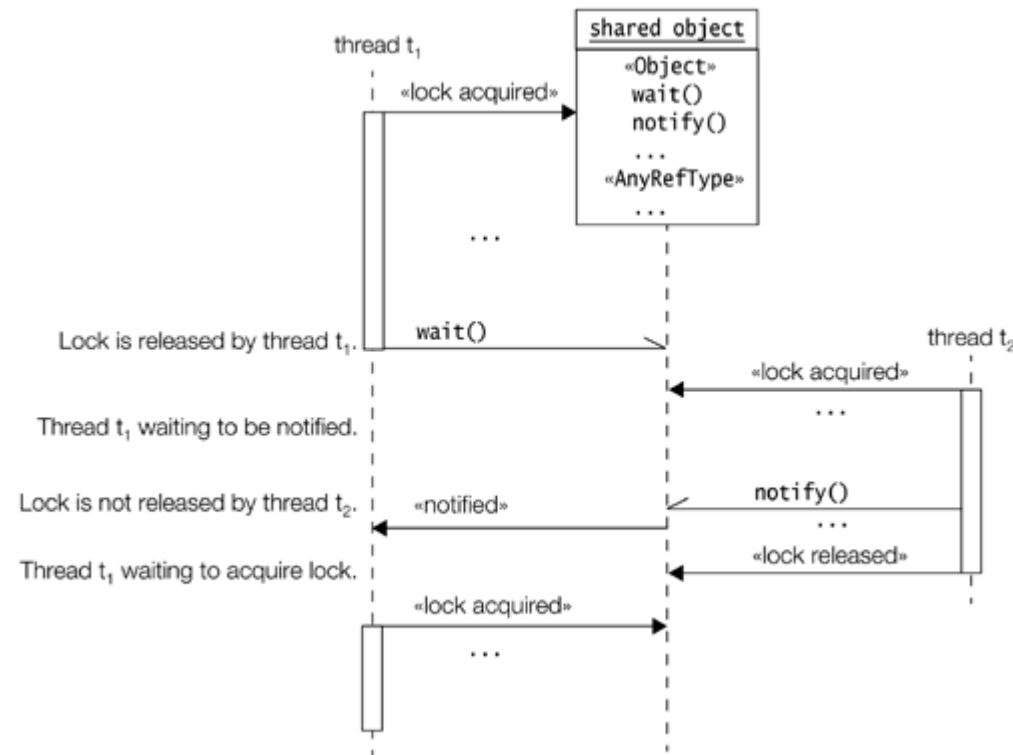 shared object
thread t₁
«Object»
«lock acquired»
wait()
notify()
...
«AnyRefType»
...
...
Lock is released by thread t₁.
wait()
thread t₂
«lock acquired»
...
Thread t₁ waiting to be notified.
Lock is not released by thread t₂.
«notified»
notify()
...
Thread t₁ waiting to acquire lock.
«lock released»
«lock acquired»
...